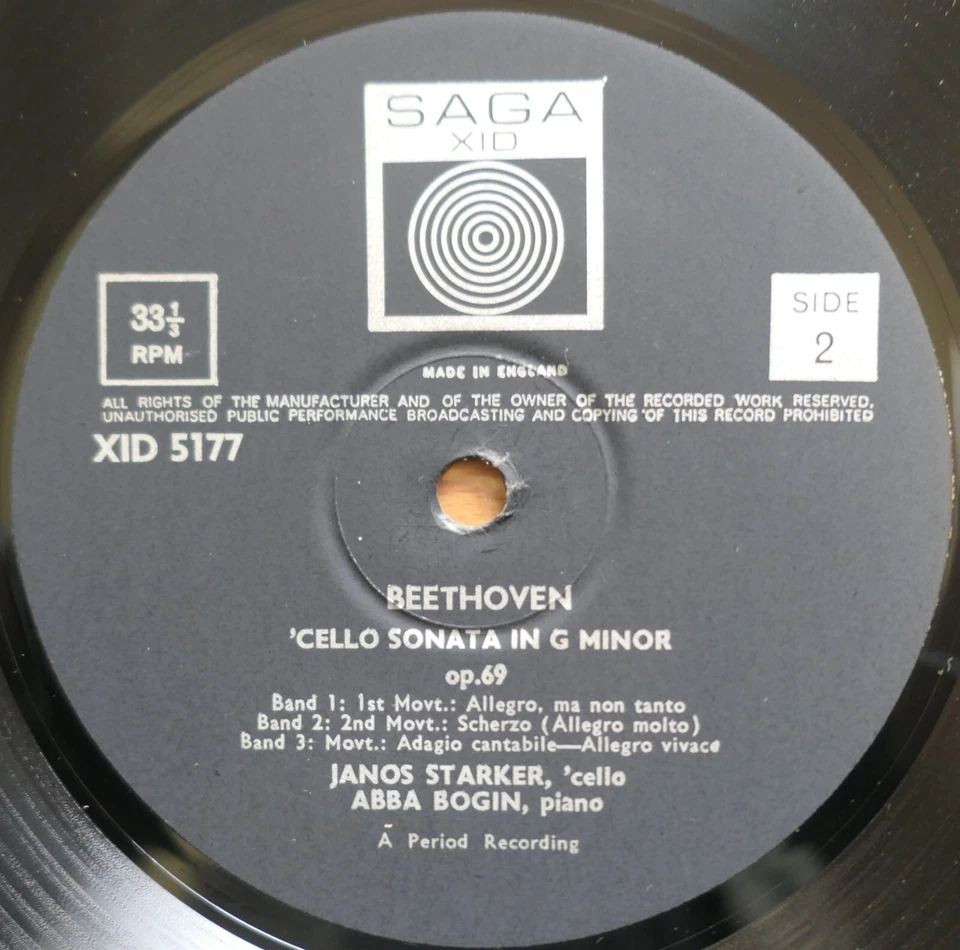 SAGA
XID
33 1/3
RPM
SIDE
2
MADE IN ENGLAND
ALL RIGHTS OF THE MANUFACTURER AND OF THE OWNER OF THE RECORDED WORK RESERVED,
UNAUTHORISED PUBLIC PERFORMANCE BROADCASTING AND COPYING OF THIS RECORD PROHIBITED
XID 5177
BEETHOVEN
'CELLO SONATA IN G MINOR
op.69
Band 1: 1st Movt.: Allegro, ma non tanto
Band 2: 2nd Movt.: Scherzo (Allegro molto)
Band 3: Movt.: Adagio cantabile—Allegro vivace
JANOS STARKER, 'cello
ABBA BOGIN, piano
A Period Recording